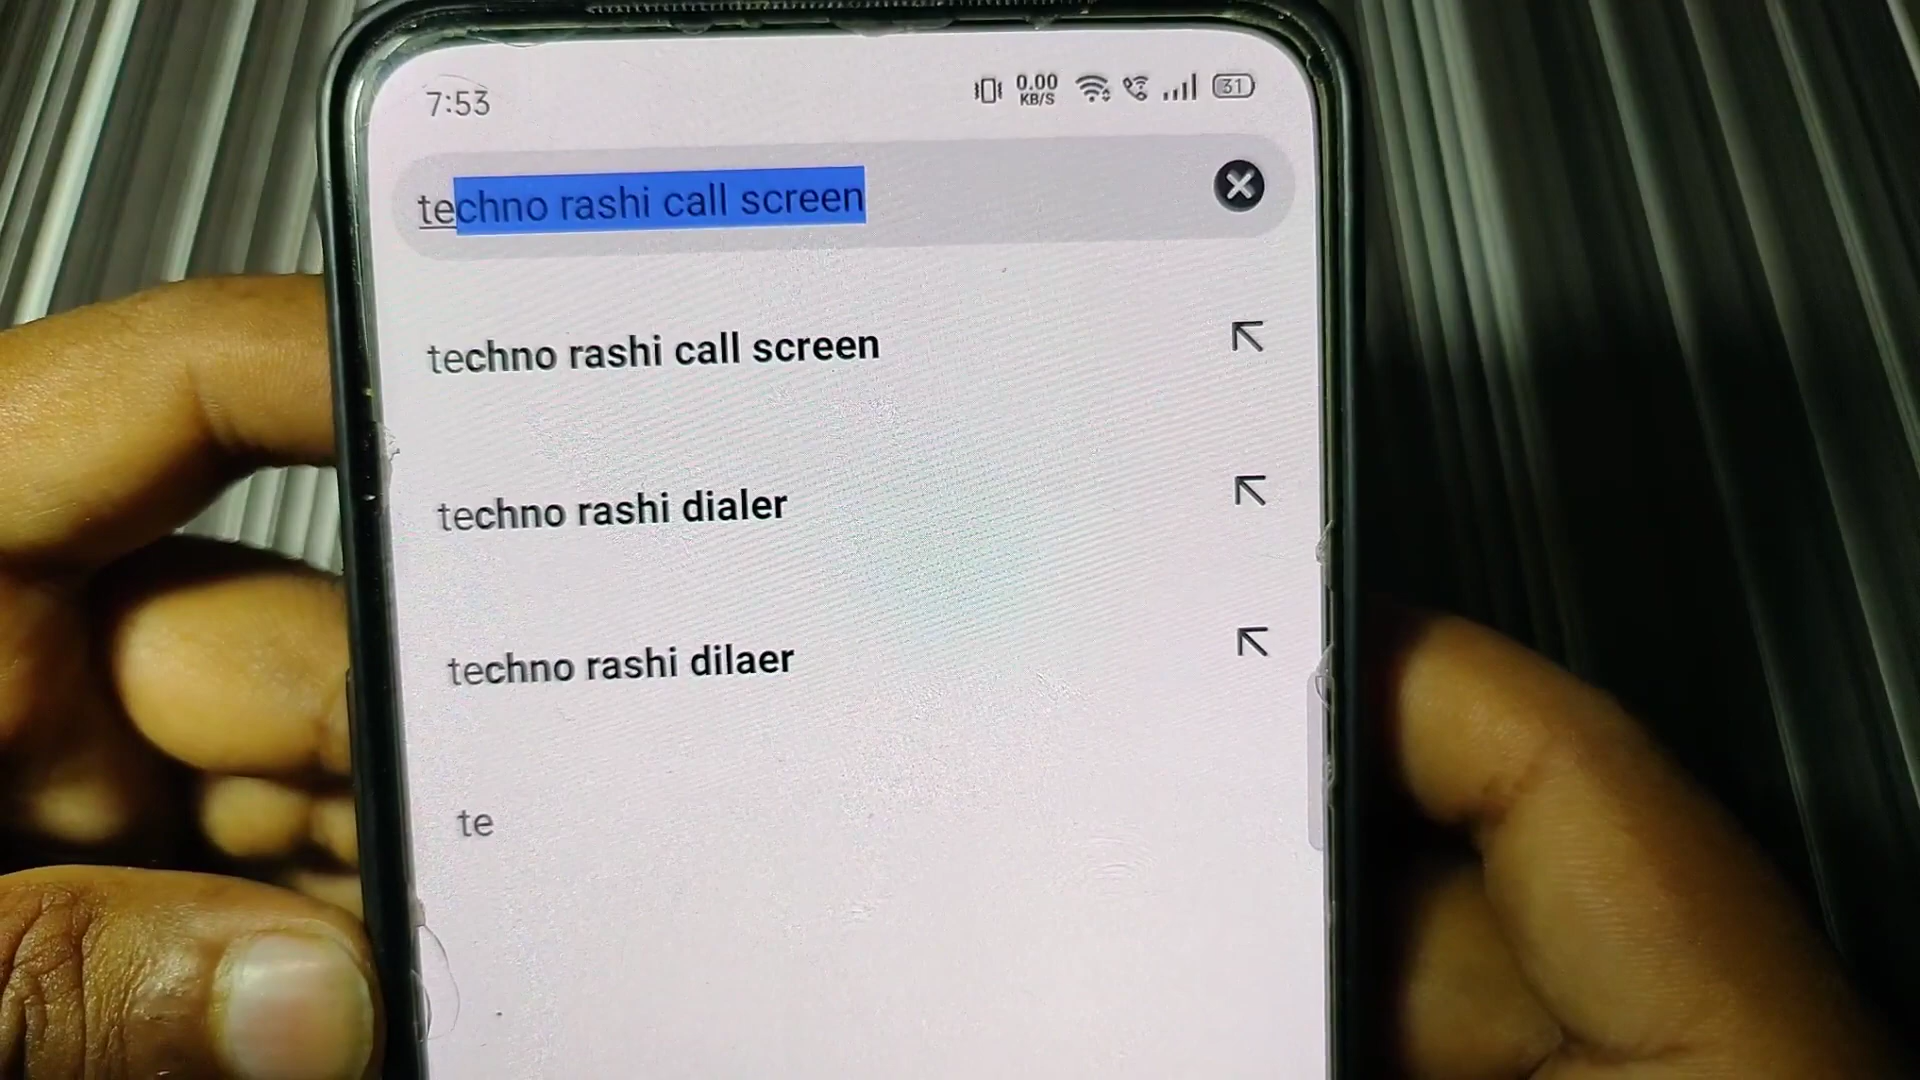 7:53
0.00
KB/S
31
techno rashi call screen
techno rashi call screen
techno rashi dialer
techno rashi dilaer
te